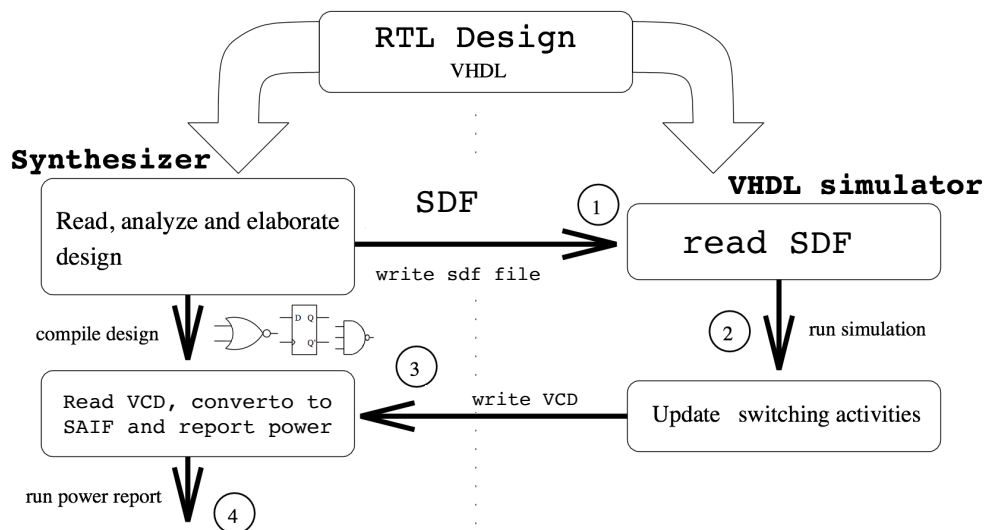 RTL Design
VHDL
Synthesizer
VHDL simulator
Read, analyze and elaborate
design
SDF
1
read SDF
write sdf file
compile design
D Q
Q'
2
run simulation
3
Read VCD, converto to
SAIF and report power
write VCD
Update switching activities
run power report
4